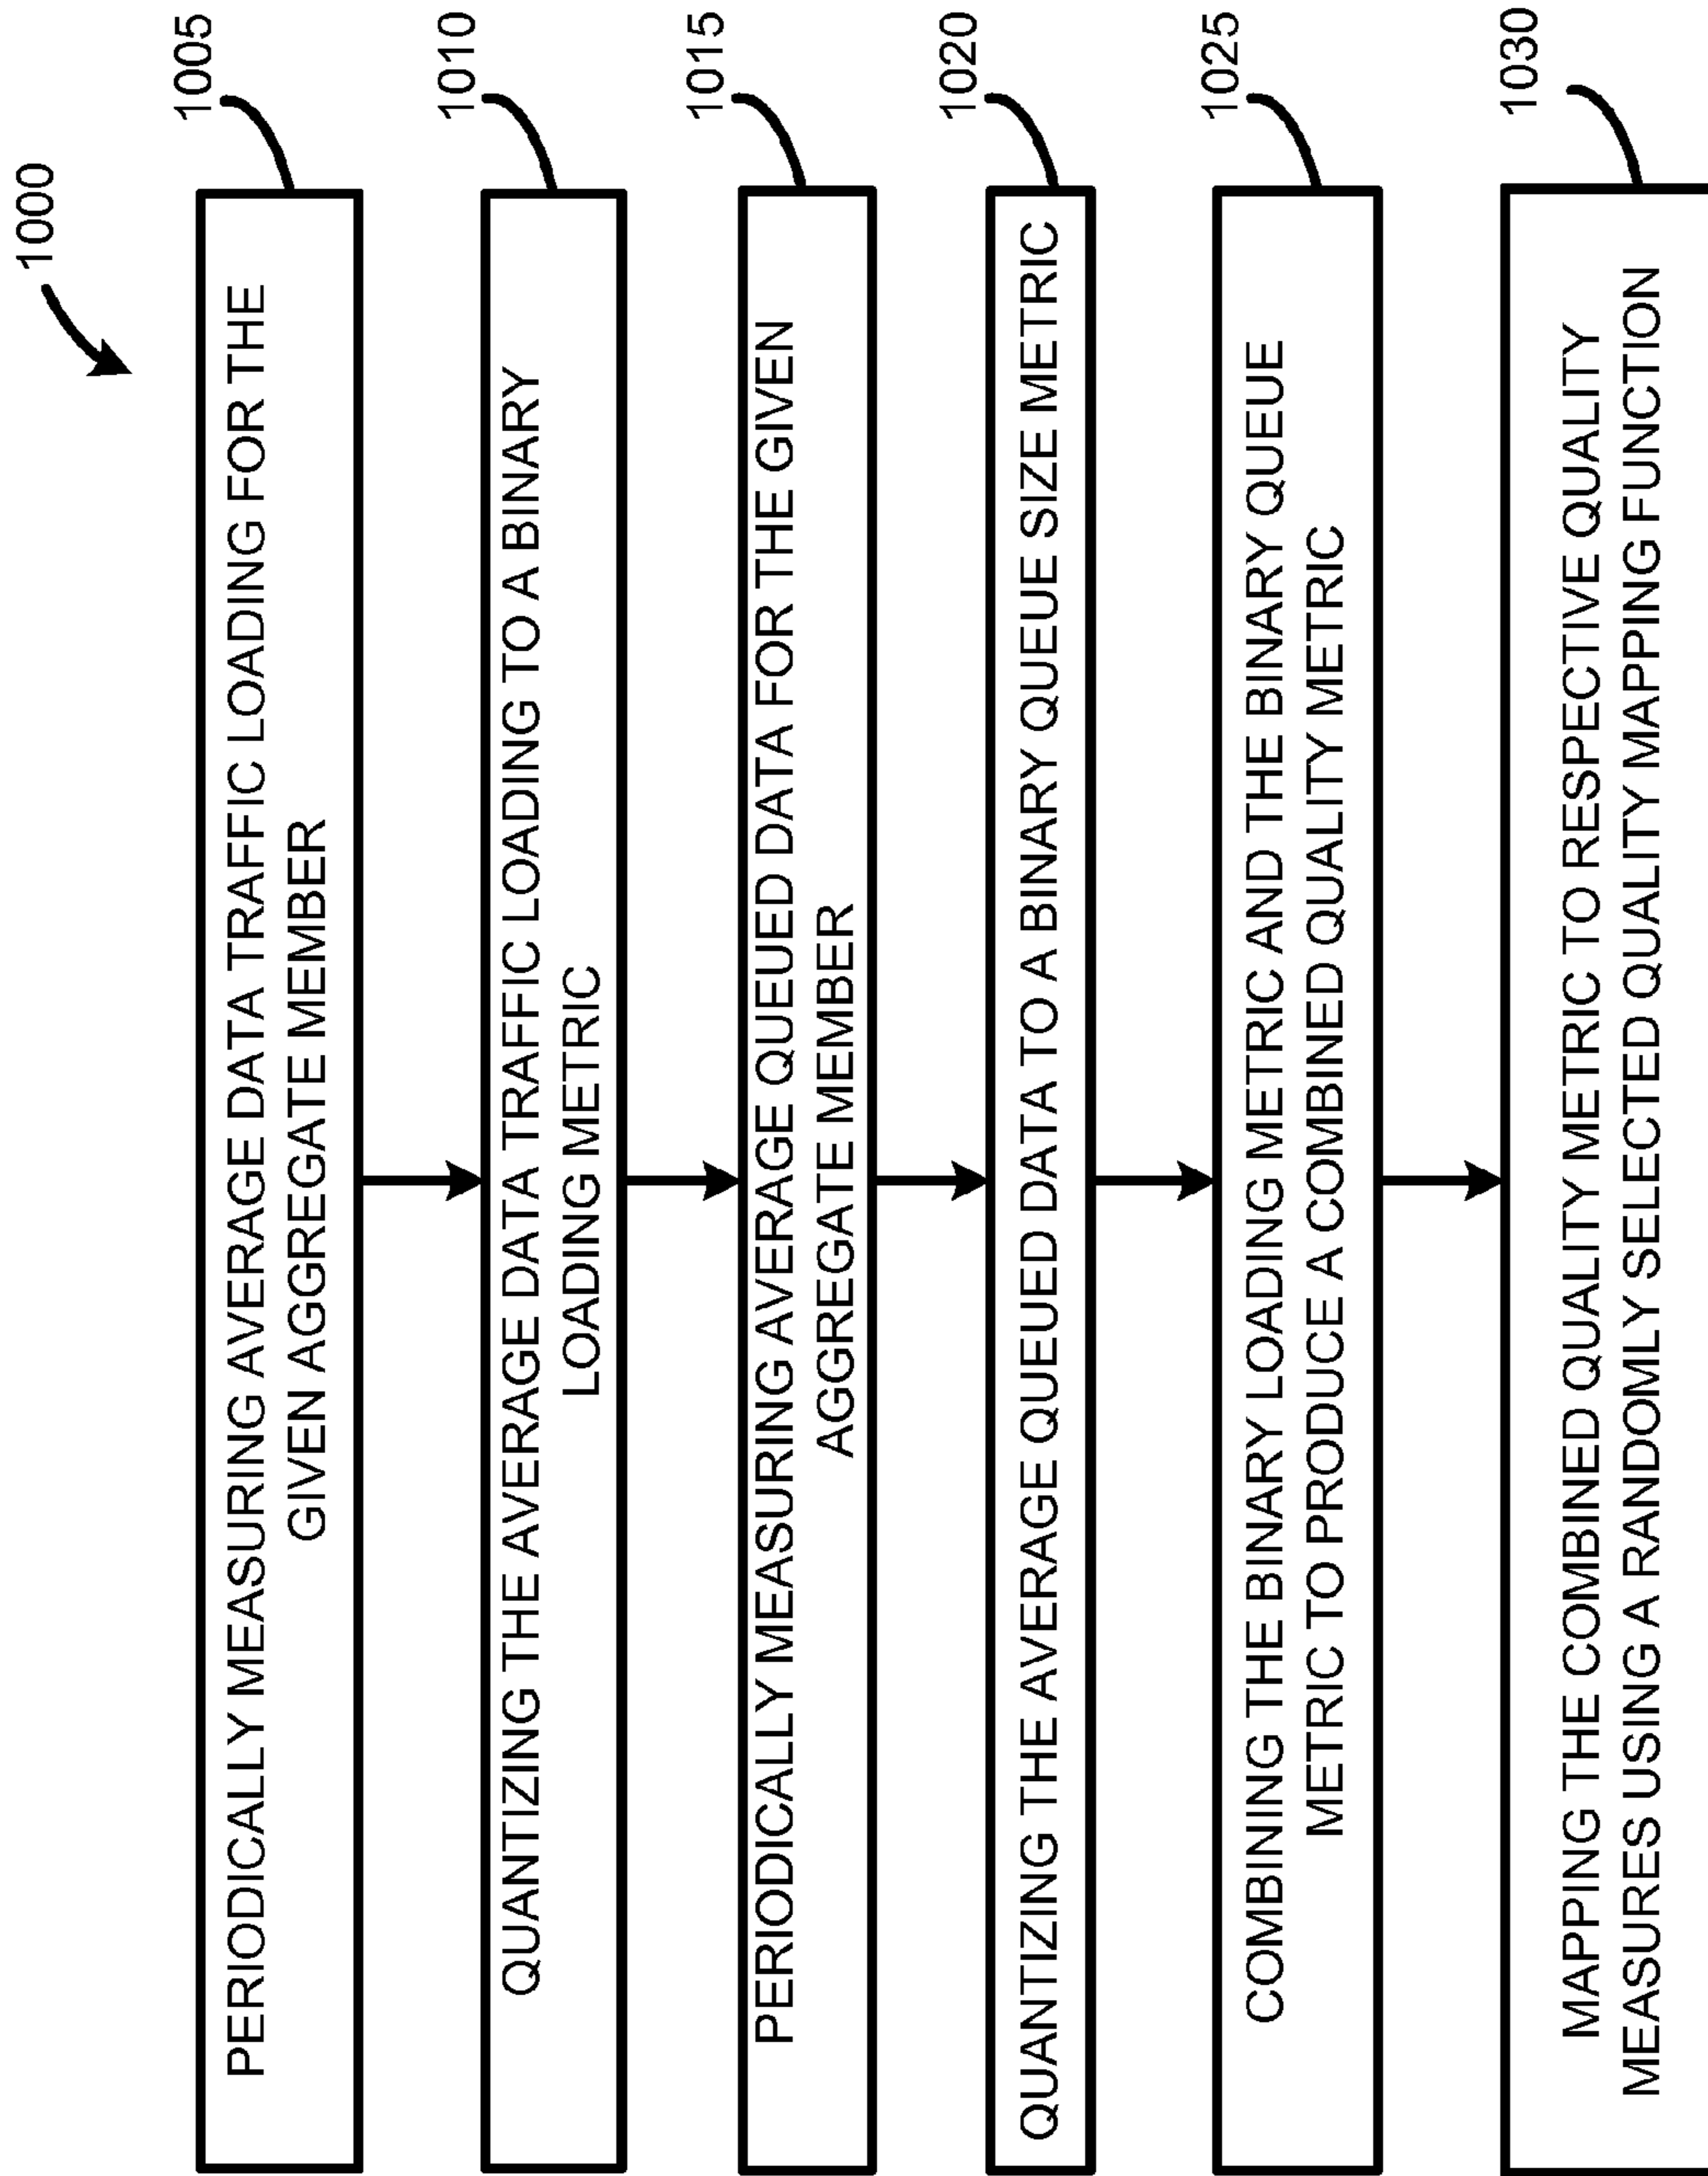 1000
1005
PERIODICALLY MEASURING AVERAGE DATA TRAFFIC LOADING FOR THE
GIVEN AGGREGATE MEMBER
1010
QUANTIZING THE AVERAGE DATA TRAFFIC LOADING TO A BINARY
LOADING METRIC
1015
PERIODICALLY MEASURING AVERAGE QUEUED DATA FOR THE GIVEN
AGGREGATE MEMBER
1020
QUANTIZING THE AVERAGE QUEUED DATA TO A BINARY QUEUE SIZE METRIC
1025
COMBINING THE BINARY LOADING METRIC AND THE BINARY QUEUE
METRIC TO PRODUCE A COMBINED QUALITY METRIC
1030
MAPPING THE COMBINED QUALITY METRIC TO RESPECTIVE QUALITY
MEASURES USING A RANDOMLY SELECTED QUALITY MAPPING FUNCTION